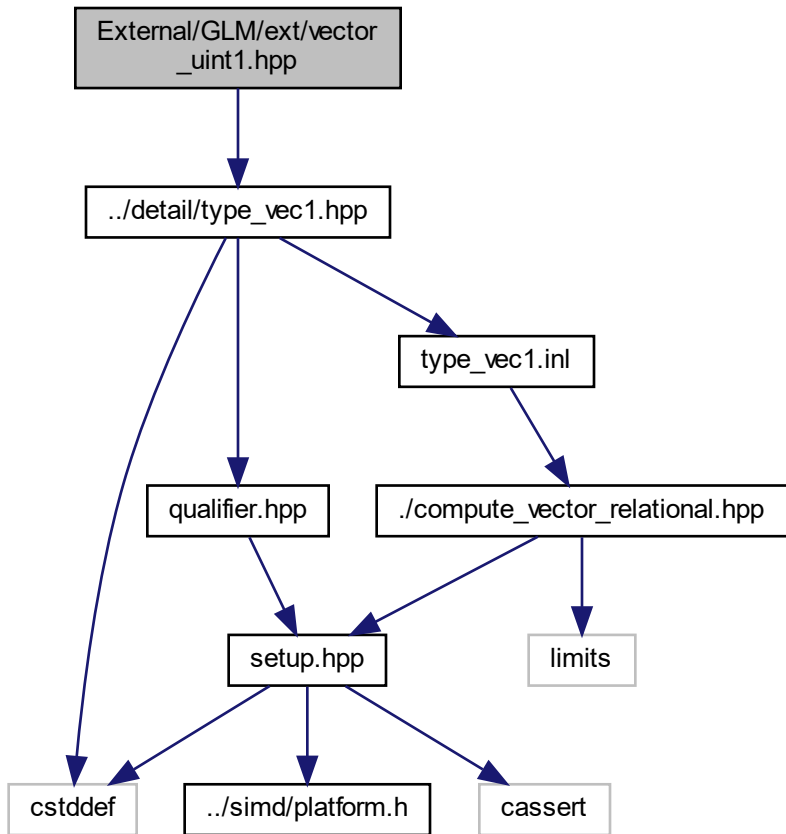 External/GLM/ext/vector
_uint1.hpp
../detail/type_vec1.hpp
type_vec1.inl
qualifier.hpp
./compute_vector_relational.hpp
setup.hpp
limits
cstddef
../simd/platform.h
cassert